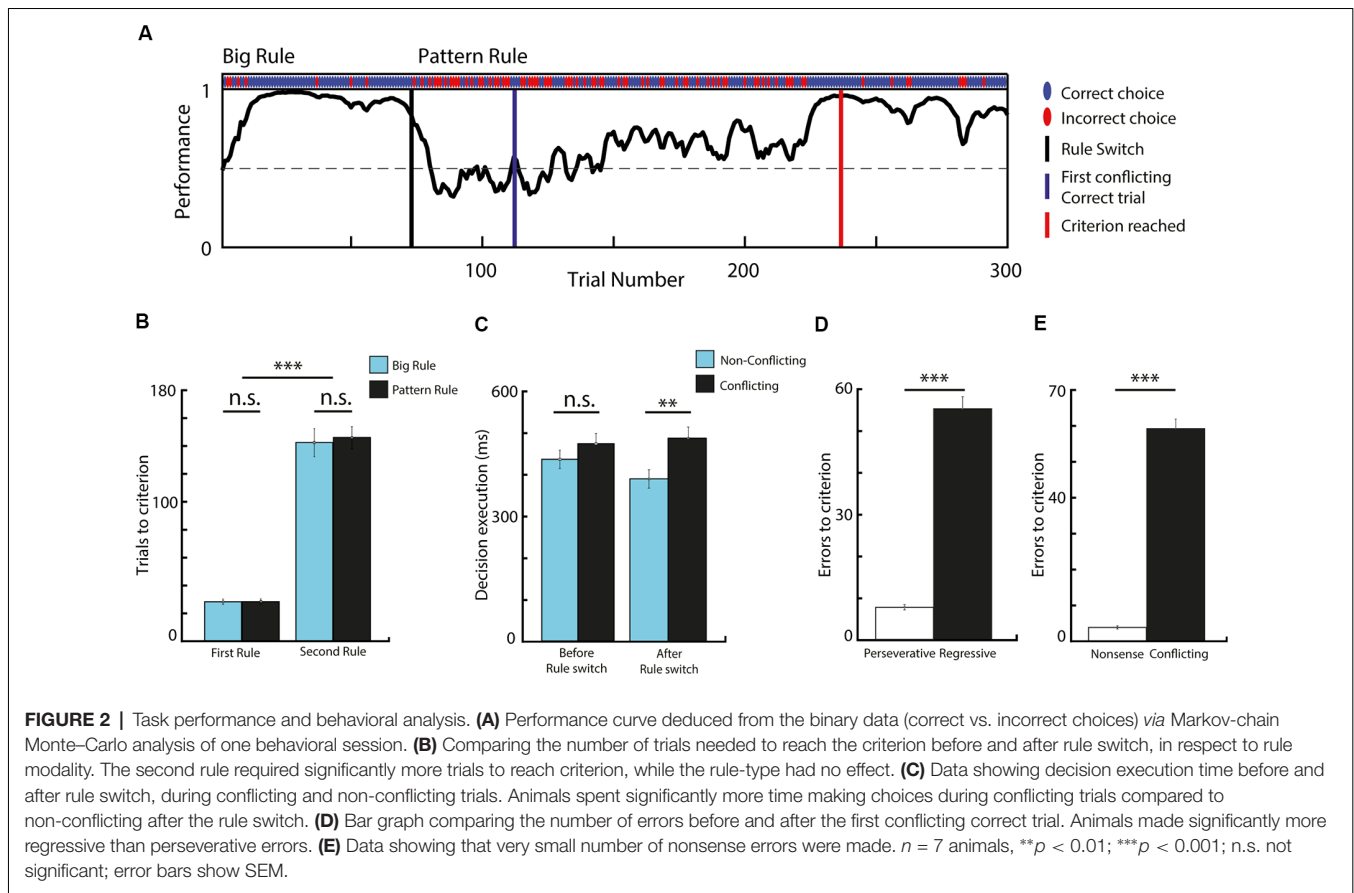 A
Big Rule
Pattern Rule
1
Performance
0
100
200
300
Trial Number
Correct choice
Incorrect choice
Rule Switch
First conflicting
Correct trial
Criterion reached
B
***
n.s.
n.s.
Big Rule
Pattern Rule
180
100
0
Trials to criterion
First Rule
Second Rule
C
n.s.
**
Non-Conflicting
Conflicting
600
300
0
Decision execution (ms)
Before
Rule switch
After
Rule switch
D
***
60
30
0
Errors to criterion
Perseverative Regressive
E
***
70
40
0
Errors to criterion
Nonsense Conflicting
FIGURE 2 | Task performance and behavioral analysis. (A) Performance curve deduced from the binary data (correct vs. incorrect choices) via Markov-chain
Monte–Carlo analysis of one behavioral session. (B) Comparing the number of trials needed to reach the criterion before and after rule switch, in respect to rule
modality. The second rule required significantly more trials to reach criterion, while the rule-type had no effect. (C) Data showing decision execution time before and
after rule switch, during conflicting and non-conflicting trials. Animals spent significantly more time making choices during conflicting trials compared to
non-conflicting after the rule switch. (D) Bar graph comparing the number of errors before and after the first conflicting correct trial. Animals made significantly more
regressive than perseverative errors. (E) Data showing that very small number of nonsense errors were made. n = 7 animals, **p < 0.01; ***p < 0.001; n.s. not
significant; error bars show SEM.